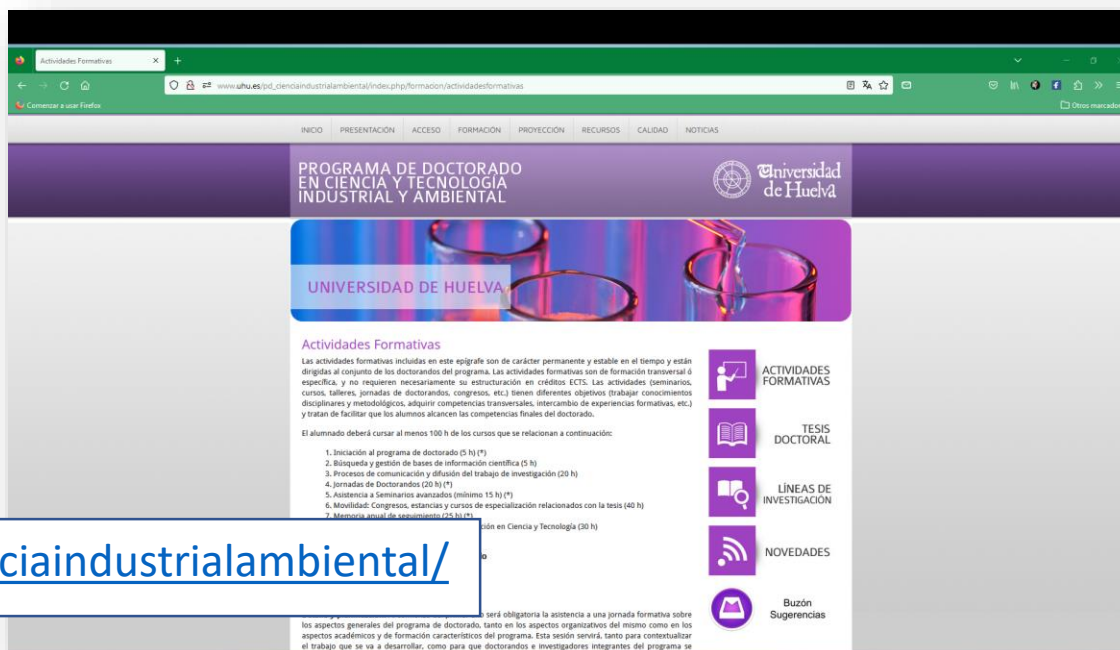 Actividades Formativas
www.uhu.es/pd_cienciaindustrialambiental/index.php/formacion/actividadesformativas
Comenzar a usar Firefox
Otros marcador
INICIO PRESENTACIÓN ACCESO FORMACIÓN PROYECCIÓN RECURSOS CALIDAD NOTICIAS
PROGRAMA DE DOCTORADO
EN CIENCIA Y TECNOLOGÍA
INDUSTRIAL Y AMBIENTAL
Universidad
de Huelva
UNIVERSIDAD DE HUELVA
Actividades Formativas
Las actividades formativas incluidas en este epígrafe son de carácter permanente y estable en el tiempo y están
dirigidas al conjunto de los doctorandos del programa. Las actividades formativas son de formación transversal ó
específica, y no requieren necesariamente su estructuración en créditos ECTS. Las actividades (seminarios,
cursos, talleres, jornadas de doctorandos, congresos, etc.) tienen diferentes objetivos (trabajar conocimientos
disciplinares y metodológicos, adquirir competencias transversales, intercambio de experiencias formativas, etc.)
y tratan de facilitar que los alumnos alcancen las competencias finales del doctorado.
El alumnado deberá cursar al menos 100 h de los cursos que se relacionan a continuación:
1. Iniciación al programa de doctorado (5 h) (*)
2. Búsqueda y gestión de bases de información científica (5 h)
3. Procesos de comunicación y difusión del trabajo de investigación (20 h)
4. Jornadas de Doctorandos (20 h) (*)
5. Asistencia a Seminarios avanzados (mínimo 15 h) (*)
6. Movilidad: Congresos, estancias y cursos de especialización relacionados con la tesis (40 h)
7. Memoria anual de seguimiento (25 h) (*)
ción en Ciencia y Tecnología (30 h)
o
ciaindustrialambiental/
será obligatoria la asistencia a una jornada formativa sobre
los aspectos generales del programa de doctorado, tanto en los aspectos organizativos del mismo como en los
aspectos académicos y de formación característicos del programa. Esta sesión servirá, tanto para contextualizar
el trabajo que se va a desarrollar, como para que doctorandos e investigadores integrantes del programa se
ACTIVIDADES
FORMATIVAS
TESIS
DOCTORAL
LÍNEAS DE
INVESTIGACIÓN
NOVEDADES
Buzón
Sugerencias